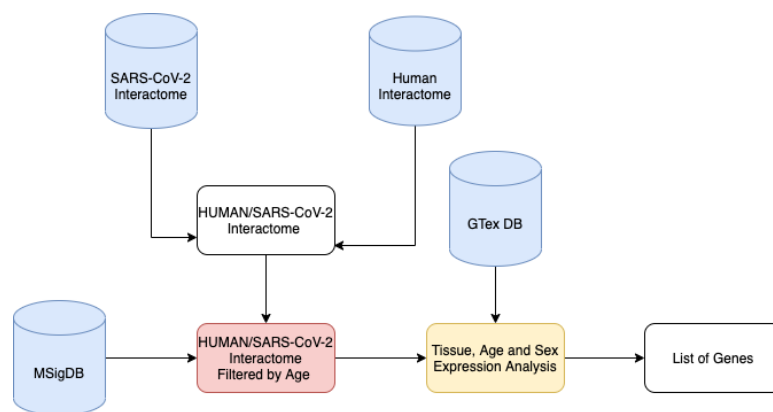 SARS-CoV-2
Interactome
Human
Interactome
HUMAN/SARS-CoV-2
Interactome
GTex DB
MSigDB
HUMAN/SARS-CoV-2
Interactome
Filtered by Age
Tissue, Age and Sex
Expression Analysis
List of Genes